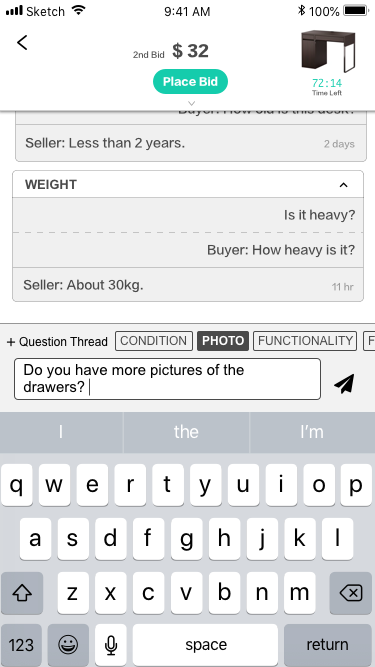 Sketch 9:41 AM 100%
2nd Bid $ 32
72:14
Time Left
Place Bid
Buyer: How old is this desk?
Seller: Less than 2 years. 2 days
WEIGHT
Is it heavy?
Buyer: How heavy is it?
Seller: About 30kg. 11 hr
+ Question Thread CONDITION PHOTO FUNCTIONALITY F
Do you have more pictures of the
drawers?
I the I'm
q w e r t y u i o p
a s d f g h j k l
z x c v b n m
123 space return